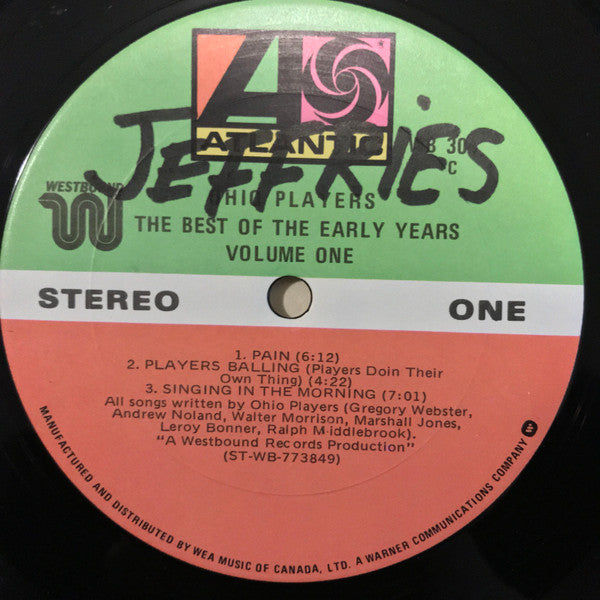 ATLANTIC
JEFFRIES
WESTBOUND
OHIO PLAYERS
THE BEST OF THE EARLY YEARS
VOLUME ONE
STEREO
ONE
1. PAIN (6:12)
2. PLAYERS BALLING (Players Doin Their
Own Thing) (4:22)
3. SINGING IN THE MORNING (7:01)
All songs written by Ohio Players (Gregory Webster,
Andrew Noland, Walter Morrison, Marshall Jones,
Leroy Bonner, Ralph Middlebrook).
"A Westbound Records Production"
(ST-WB-773849)
MANUFACTURED AND DISTRIBUTED BY WEA MUSIC OF CANADA, LTD. A WARNER COMMUNICATIONS COMPANY